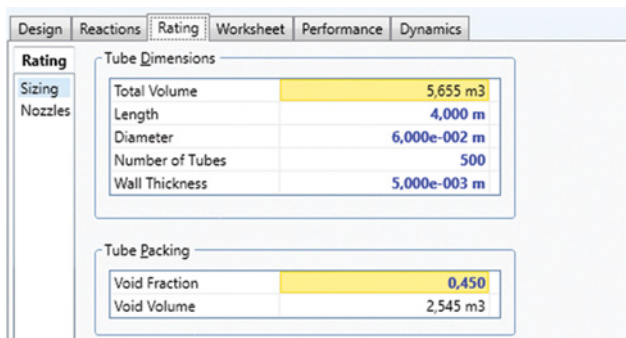 Design Reactions Rating Worksheet Performance Dynamics
Rating
Sizing
Nozzles
Tube Dimensions
Total Volume 5,655 m3
Length 4,000 m
Diameter 6,000e-002 m
Number of Tubes 500
Wall Thickness 5,000e-003 m
Tube Packing
Void Fraction 0,450
Void Volume 2,545 m3